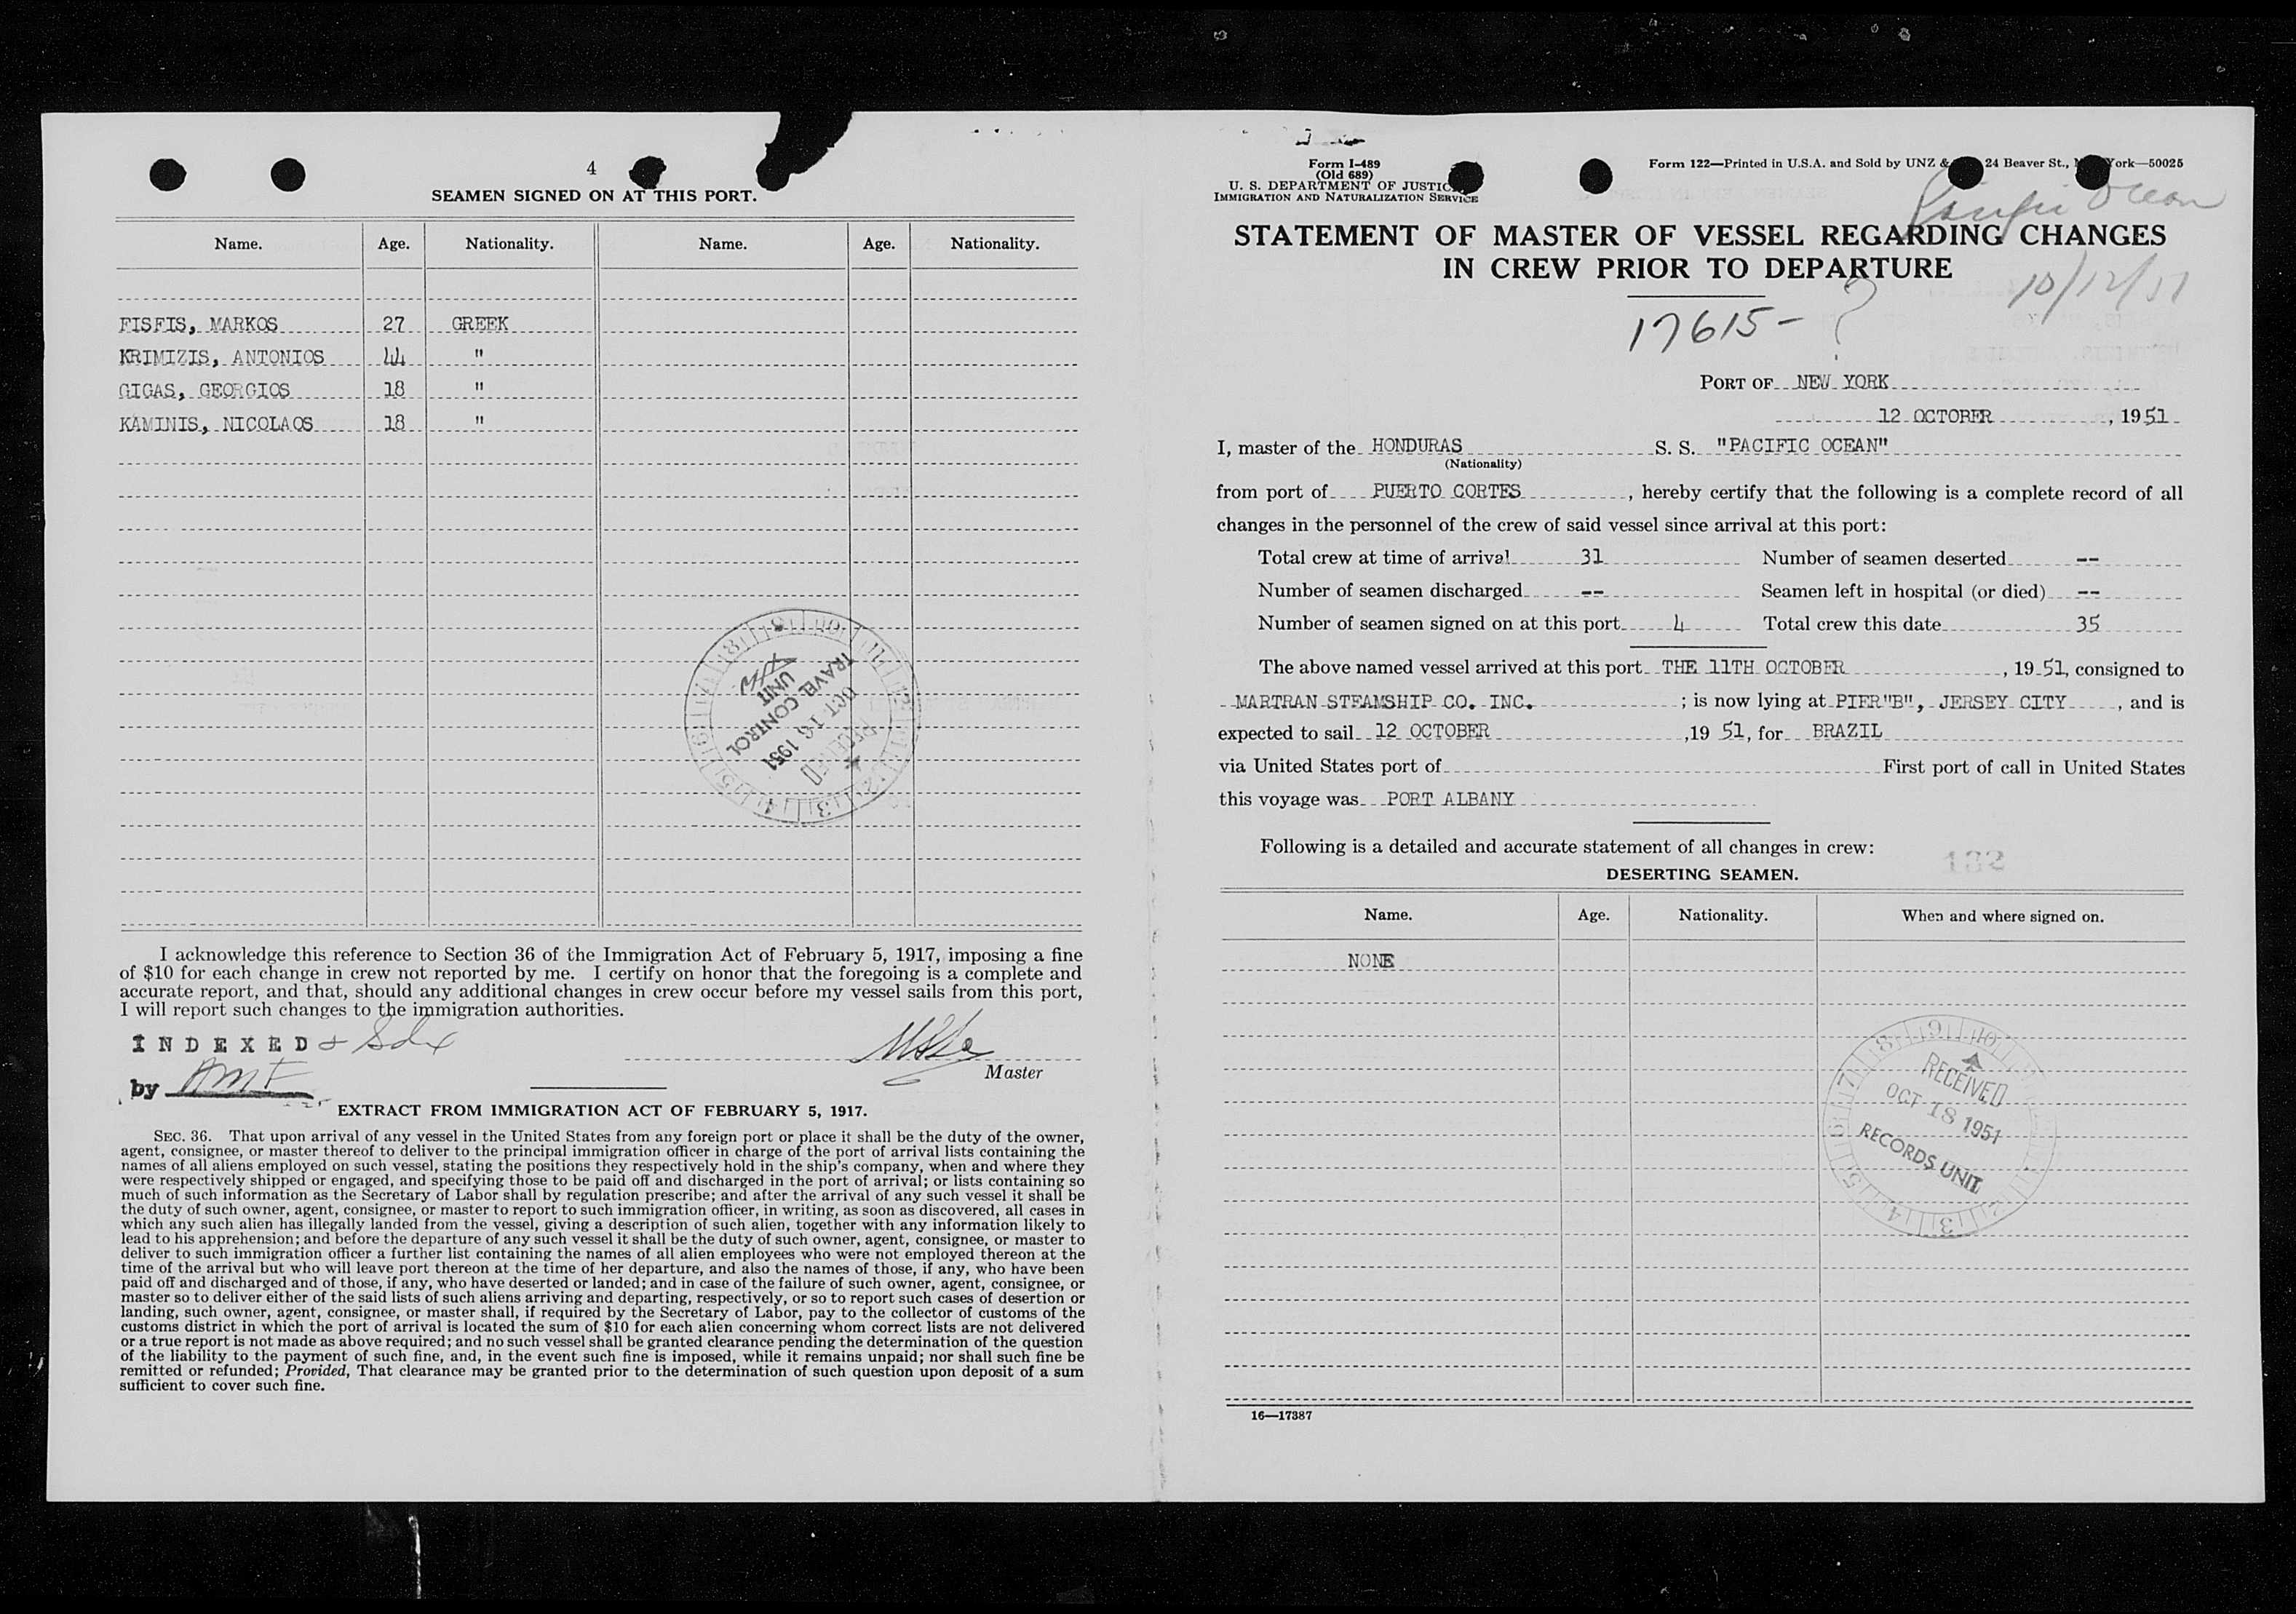 4
SEAMEN SIGNED ON AT THIS PORT.
Name. Age. Nationality. Name. Age. Nationality.
FISFIS, MARKOS 27 GREEK
KRIMIZIS, ANTONIOS 44 "
GIGAS, GEORGIOS 18 "
KAMINIS, NICOLAOS 18 "
TRAVEL CONTROL
UNIT
OCT 16 1951
RECEIVED
I acknowledge this reference to Section 36 of the Immigration Act of February 5, 1917, imposing a fine
of $10 for each change in crew not reported by me. I certify on honor that the foregoing is a complete and
accurate report, and that, should any additional changes in crew occur before my vessel sails from this port,
I will report such changes to the immigration authorities.
INDEXED
by AMF
Master
EXTRACT FROM IMMIGRATION ACT OF FEBRUARY 5, 1917.
SEC. 36. That upon arrival of any vessel in the United States from any foreign port or place it shall be the duty of the owner,
agent, consignee, or master thereof to deliver to the principal immigration officer in charge of the port of arrival lists containing the
names of all aliens employed on such vessel, stating the positions they respectively hold in the ship's company, when and where they
were respectively shipped or engaged, and specifying those to be paid off and discharged in the port of arrival; or lists containing so
much of such information as the Secretary of Labor shall by regulation prescribe; and after the arrival of any such vessel it shall be
the duty of such owner, agent, consignee, or master to report to such immigration officer, in writing, as soon as discovered, all cases in
which any such alien has illegally landed from the vessel, giving a description of such alien, together with any information likely to
lead to his apprehension; and before the departure of any such vessel it shall be the duty of such owner, agent, consignee, or master to
deliver to such immigration officer a further list containing the names of all alien employees who were not employed thereon at the
time of the arrival but who will leave port thereon at the time of her departure, and also the names of those, if any, who have been
paid off and discharged and of those, if any, who have deserted or landed; and in case of the failure of such owner, agent, consignee, or
master so to deliver either of the said lists of such aliens arriving and departing, respectively, or so to report such cases of desertion or
landing, such owner, agent, consignee, or master shall, if required by the Secretary of Labor, pay to the collector of customs of the
customs district in which the port of arrival is located the sum of $10 for each alien concerning whom correct lists are not delivered
or a true report is not made as above required; and no such vessel shall be granted clearance pending the determination of the question
of the liability to the payment of such fine, and, in the event such fine is imposed, while it remains unpaid; nor shall such fine be
remitted or refunded; Provided, That clearance may be granted prior to the determination of such question upon deposit of a sum
sufficient to cover such fine.
Form I-489
(Old 689)
U. S. DEPARTMENT OF JUSTICE
IMMIGRATION AND NATURALIZATION SERVICE
Form 122—Printed in U.S.A. and Sold by UNZ & 24 Beaver St., York—50025
Pacific Ocean
STATEMENT OF MASTER OF VESSEL REGARDING CHANGES
IN CREW PRIOR TO DEPARTURE
10/12/51
17615- ?
PORT OF NEW YORK
12 OCTOBER, 1951
I, master of the HONDURAS S. S. "PACIFIC OCEAN"
(Nationality)
from port of PUERTO CORTES, hereby certify that the following is a complete record of all
changes in the personnel of the crew of said vessel since arrival at this port:
Total crew at time of arrival 31 Number of seamen deserted --
Number of seamen discharged -- Seamen left in hospital (or died) --
Number of seamen signed on at this port 4 Total crew this date 35
The above named vessel arrived at this port THE 11TH OCTOBER, 1951, consigned to
MARTRAN STEAMSHIP CO. INC. ; is now lying at PIER"B", JERSEY CITY, and is
expected to sail 12 OCTOBER ,19 51, for BRAZIL
via United States port of First port of call in United States
this voyage was PORT ALBANY
Following is a detailed and accurate statement of all changes in crew:
DESERTING SEAMEN.
Name. Age. Nationality. When and where signed on.
NONE
RECEIVED
OCT 18 1951
RECORDS UNIT
16—17387